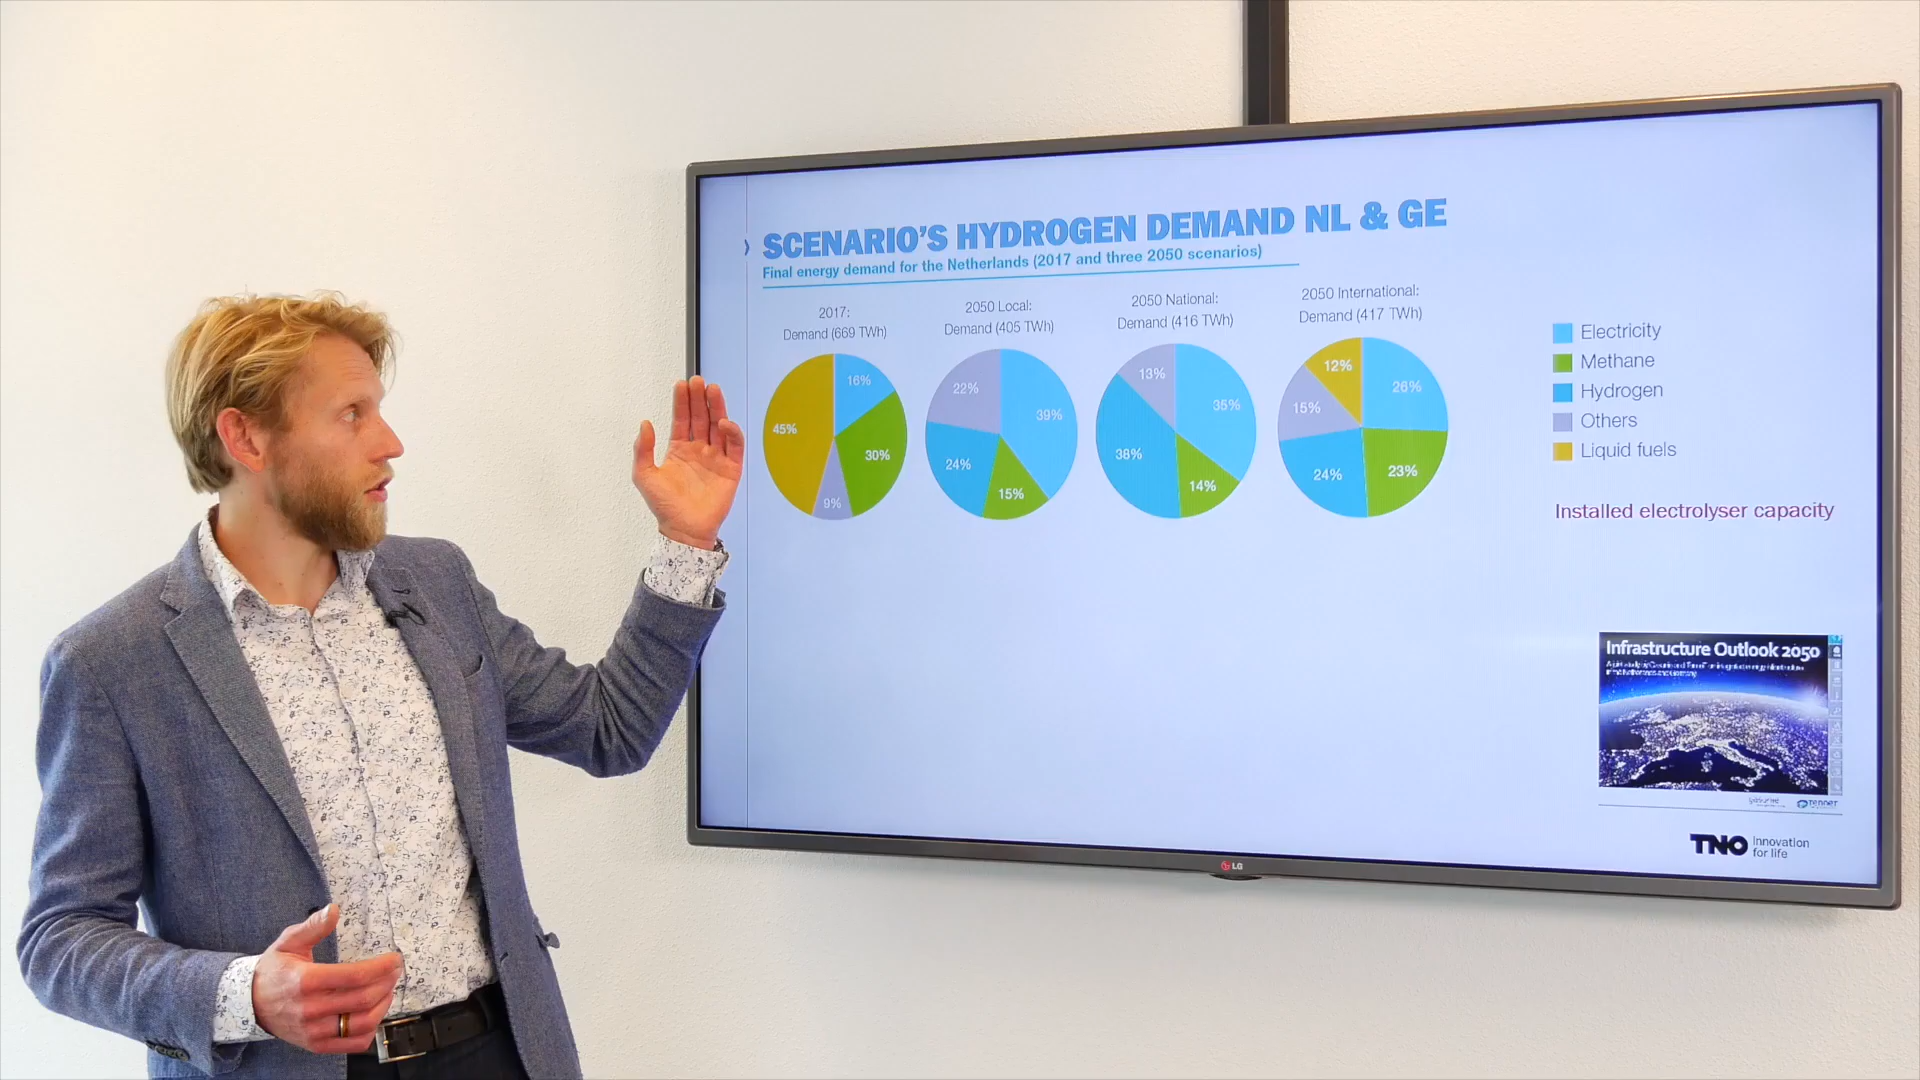 SCENARIO'S HYDROGEN DEMAND NL & GE
Final energy demand for the Netherlands (2017 and three 2050 scenarios)
2017:
Demand (669 TWh)
16%
30%
9%
45%
2050 Local:
Demand (405 TWh)
39%
15%
24%
22%
2050 National:
Demand (416 TWh)
35%
14%
38%
13%
2050 International:
Demand (417 TWh)
26%
23%
24%
15%
12%
Electricity
Methane
Hydrogen
Others
Liquid fuels
Installed electrolyser capacity
Infrastructure Outlook 2050
TenneT
TNO innovation
for life
LG